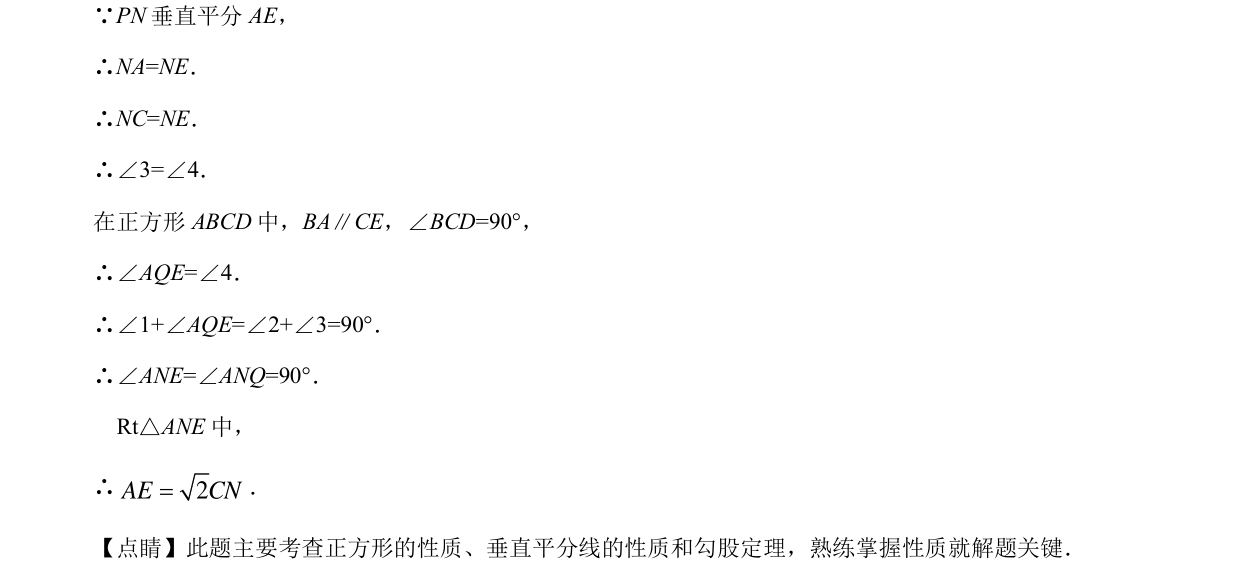 ∵PN 垂直平分 AE，
∴NA=NE．
∴NC=NE．
∴∠3=∠4．
在正方形 ABCD 中，BA∥CE，∠BCD=90°，
∴∠AQE=∠4．
∴∠1+∠AQE=∠2+∠3=90°．
∴∠ANE=∠ANQ=90°．
Rt△ANE 中，
∴ AE = √2CN ．
【点睛】此题主要考查正方形的性质、垂直平分线的性质和勾股定理，熟练掌握性质就解题关键．